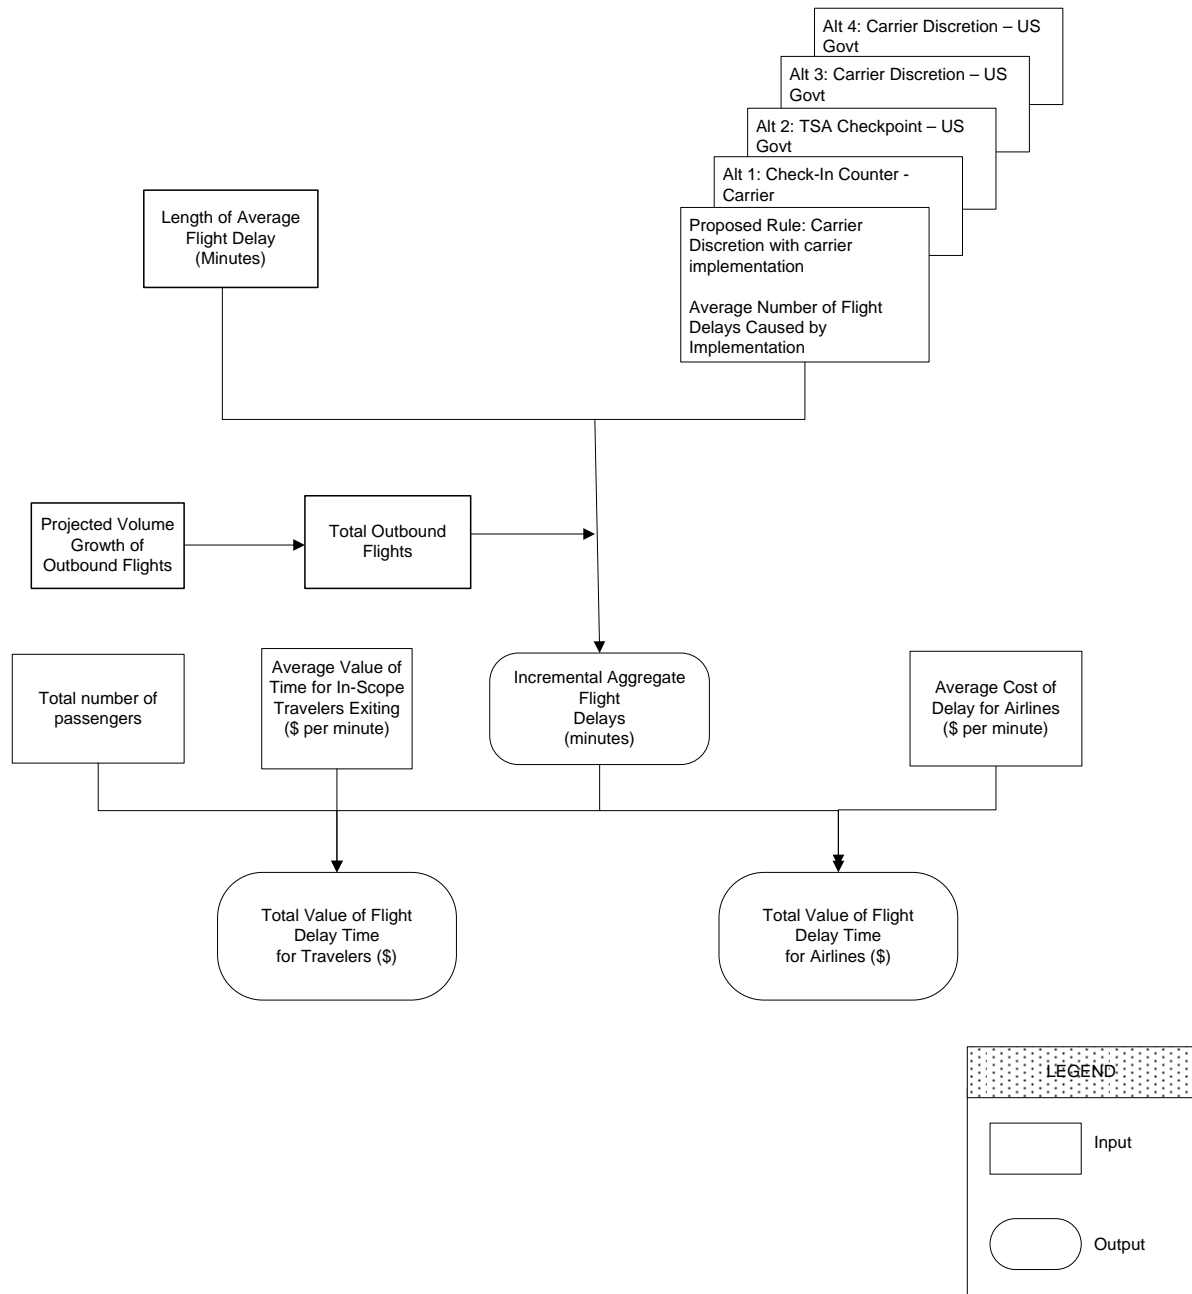 Alt 4: Carrier Discretion – US
Govt
Alt 3: Carrier Discretion – US
Govt
Alt 2: TSA Checkpoint – US
Govt
Alt 1: Check-In Counter -
Carrier
Proposed Rule: Carrier
Discretion with carrier
implementation
Average Number of Flight
Delays Caused by
Implementation
Length of Average
Flight Delay
(Minutes)
Projected Volume
Growth of
Outbound Flights
Total Outbound
Flights
Total number of
passengers
Average Value of
Time for In-Scope
Travelers Exiting
($ per minute)
Incremental Aggregate
Flight
Delays
(minutes)
Average Cost of
Delay for Airlines
($ per minute)
Total Value of Flight
Delay Time
for Travelers ($)
Total Value of Flight
Delay Time
for Airlines ($)
LEGEND
Input
Output